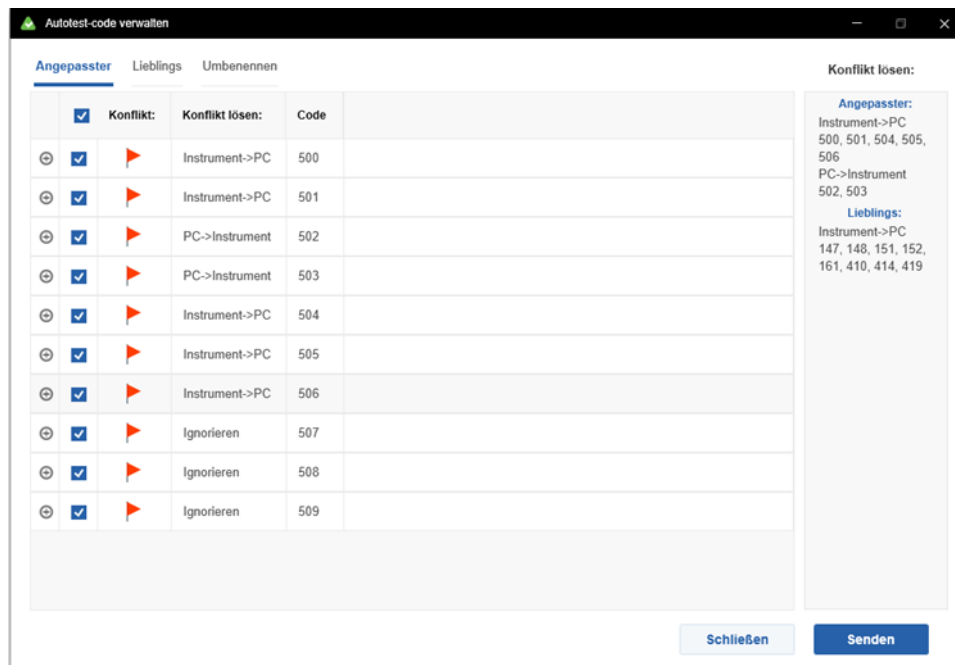 Autotest-code verwalten
Angepasster Lieblings Umbenennen
Konflikt: Konflikt lösen: Code
Instrument->PC 500
Instrument->PC 501
PC->Instrument 502
PC->Instrument 503
Instrument->PC 504
Instrument->PC 505
Instrument->PC 506
Ignorieren 507
Ignorieren 508
Ignorieren 509
Konflikt lösen:
Angepasster:
Instrument->PC
500, 501, 504, 505,
506
PC->Instrument
502, 503
Lieblings:
Instrument->PC
147, 148, 151, 152,
161, 410, 414, 419
Schließen Senden